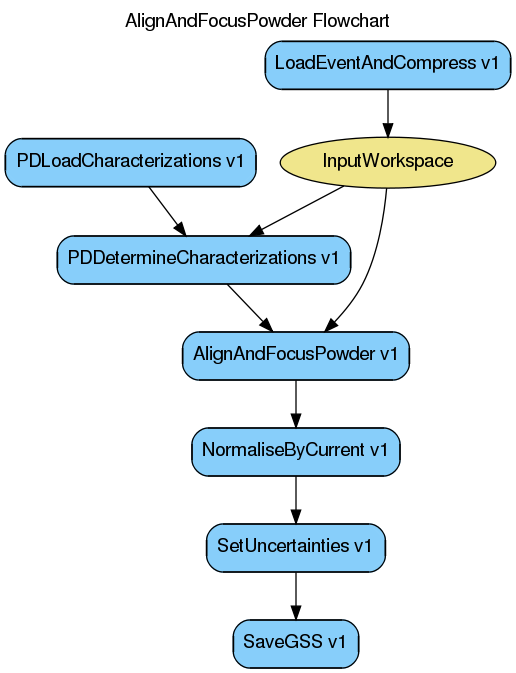 AlignAndFocusPowder Flowchart
LoadEventAndCompress v1
PDLoadCharacterizations v1
InputWorkspace
PDDetermineCharacterizations v1
AlignAndFocusPowder v1
NormaliseByCurrent v1
SetUncertainties v1
SaveGSS v1